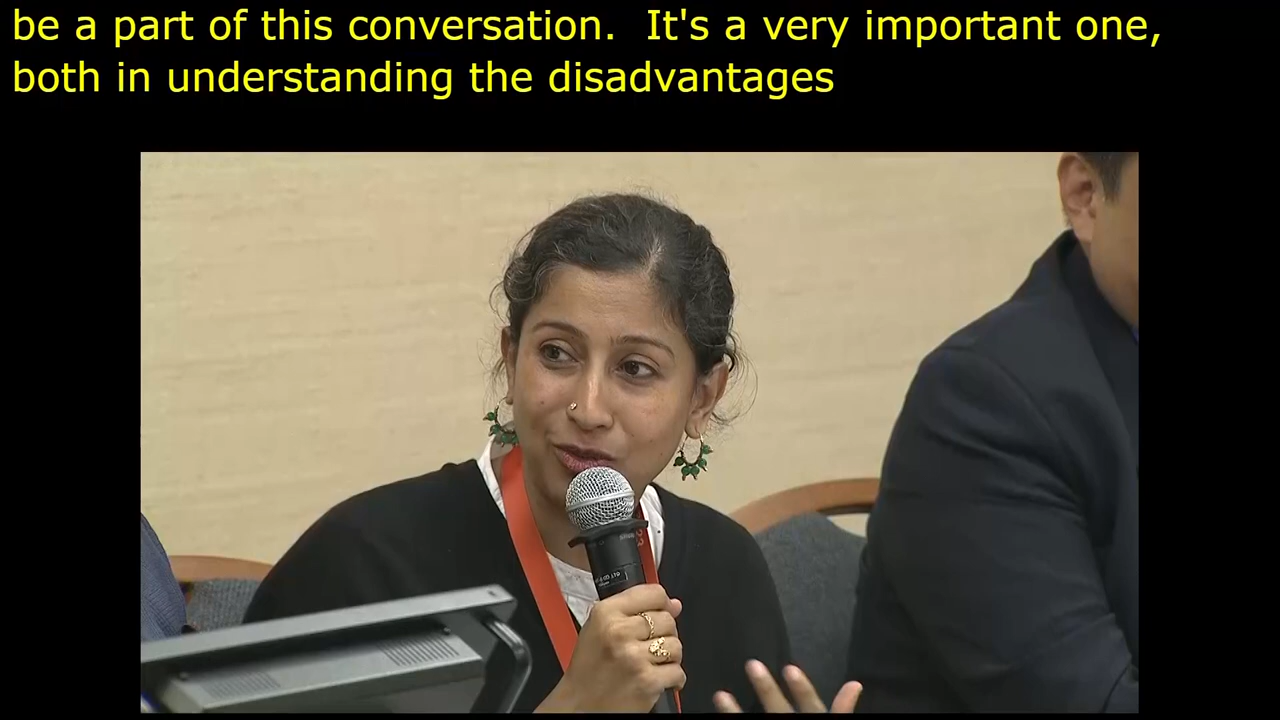 be a part of this conversation.  It's a very important one,
both in understanding the disadvantages